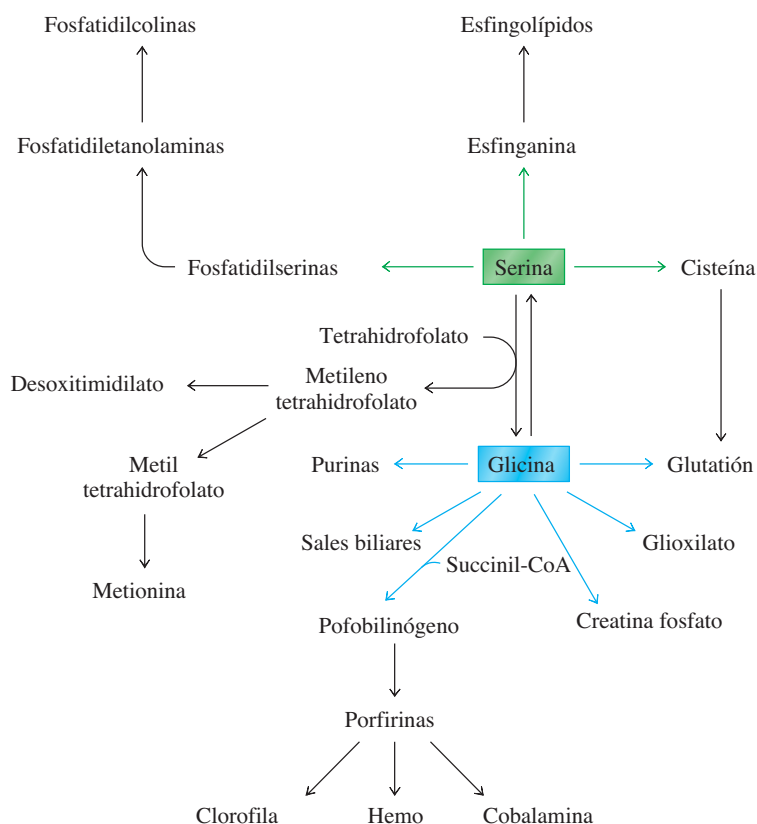 Fosfatidilcolinas
Esfingolípidos
Fosfatidiletanolaminas
Esfinganina
Fosfatidilserinas
Serina
Cisteína
Tetrahidrofolato
Desoxitimidilato
Metileno
tetrahidrofolato
Metil
tetrahidrofolato
Purinas
Glicina
Glutatión
Sales biliares
Succinil-CoA
Glioxilato
Metionina
Pofobilinógeno
Creatina fosfato
Porfirinas
Clorofila
Hemo
Cobalamina